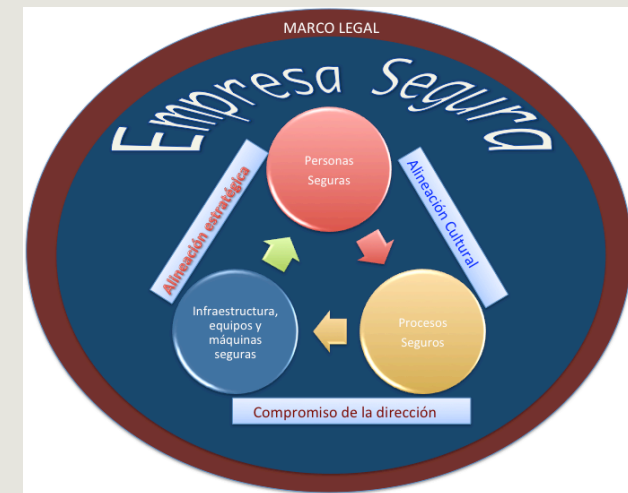 MARCO LEGAL
Empresa Segura
Personas
Seguras
Alineación estratégica
Alineación Cultural
Infraestructura,
equipos y
máquinas
seguras
Procesos
Seguros
Compromiso de la dirección